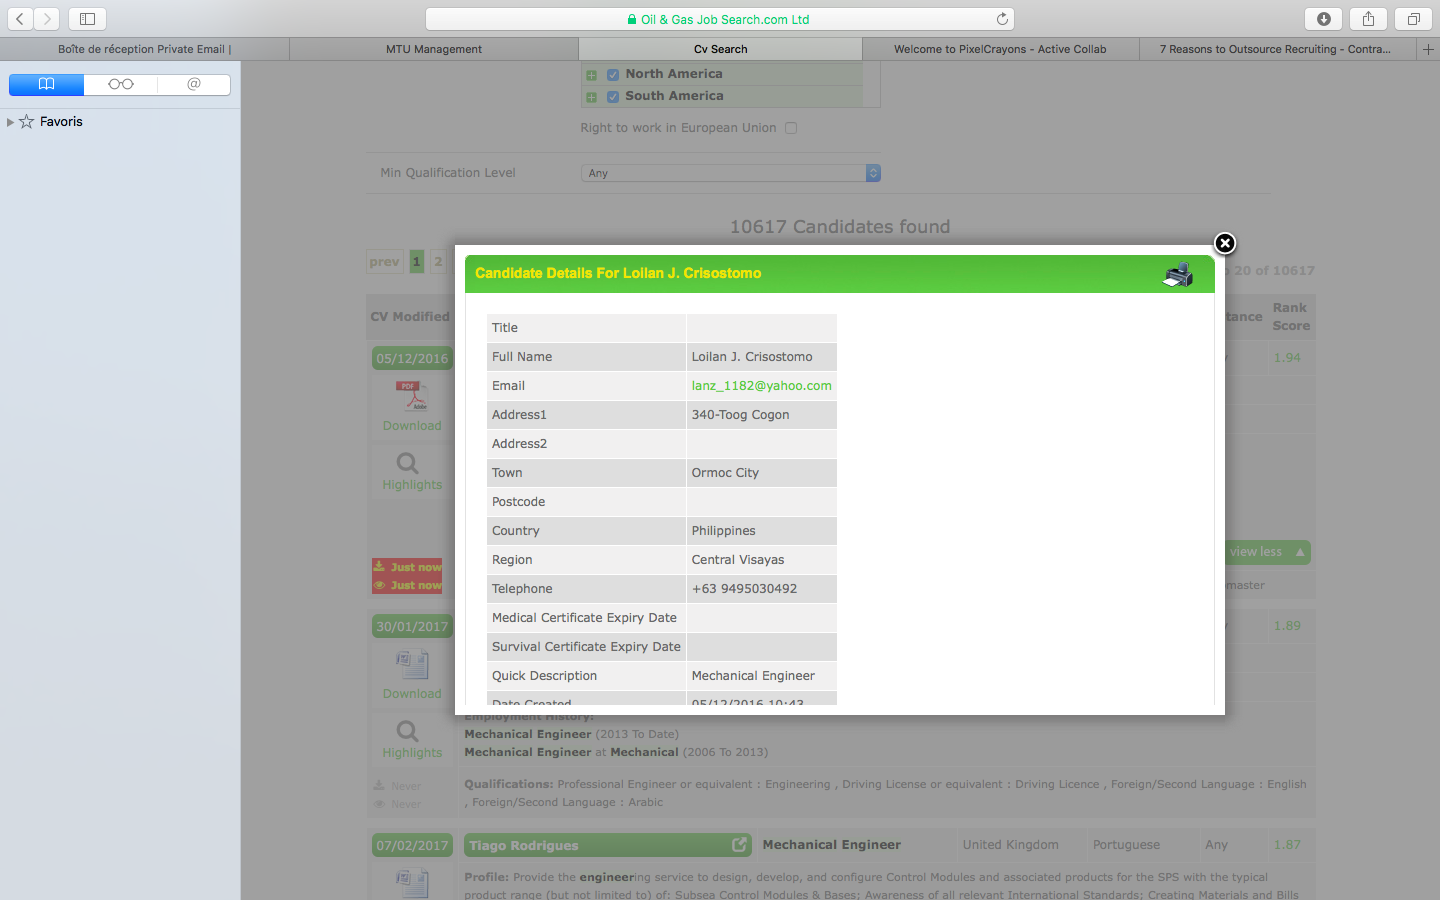 Oil & Gas Job Search.com Ltd
Boîte de réception Private Email |
MTU Management
Cv Search
Welcome to PixelCrayons - Active Collab
7 Reasons to Outsource Recruiting - Contra...
@
Favoris
North America
South America
Right to work in European Union
Min Qualification Level
Any
10617 Candidates found
prev 1 2
20 of 10617
CV Modified
tance
Rank
Score
05/12/2016
1.94
PDF
Adobe
Download
Highlights
Just now
Just now
view less
master
Candidate Details For Loilan J. Crisostomo
Title
Full Name Loilan J. Crisostomo
Email lanz_1182@yahoo.com
Address1 340-Toog Cogon
Address2
Town Ormoc City
Postcode
Country Philippines
Region Central Visayas
Telephone +63 9495030492
Medical Certificate Expiry Date
Survival Certificate Expiry Date
Quick Description Mechanical Engineer
Date Created 05/12/2016 10:43
30/01/2017
1.89
Download
Highlights
Never
Never
Employment History:
Mechanical Engineer (2013 To Date)
Mechanical Engineer at Mechanical (2006 To 2013)
Qualifications: Professional Engineer or equivalent : Engineering , Driving License or equivalent : Driving Licence , Foreign/Second Language : English
, Foreign/Second Language : Arabic
07/02/2017
Tiago Rodrigues
Mechanical Engineer
United Kingdom
Portuguese
Any
1.87
Profile: Provide the engineering service to design, develop, and configure Control Modules and associated products for the SPS with the typical
product range (but not limited to) of: Subsea Control Modules & Bases; Awareness of all relevant International Standards; Creating Materials and Bills